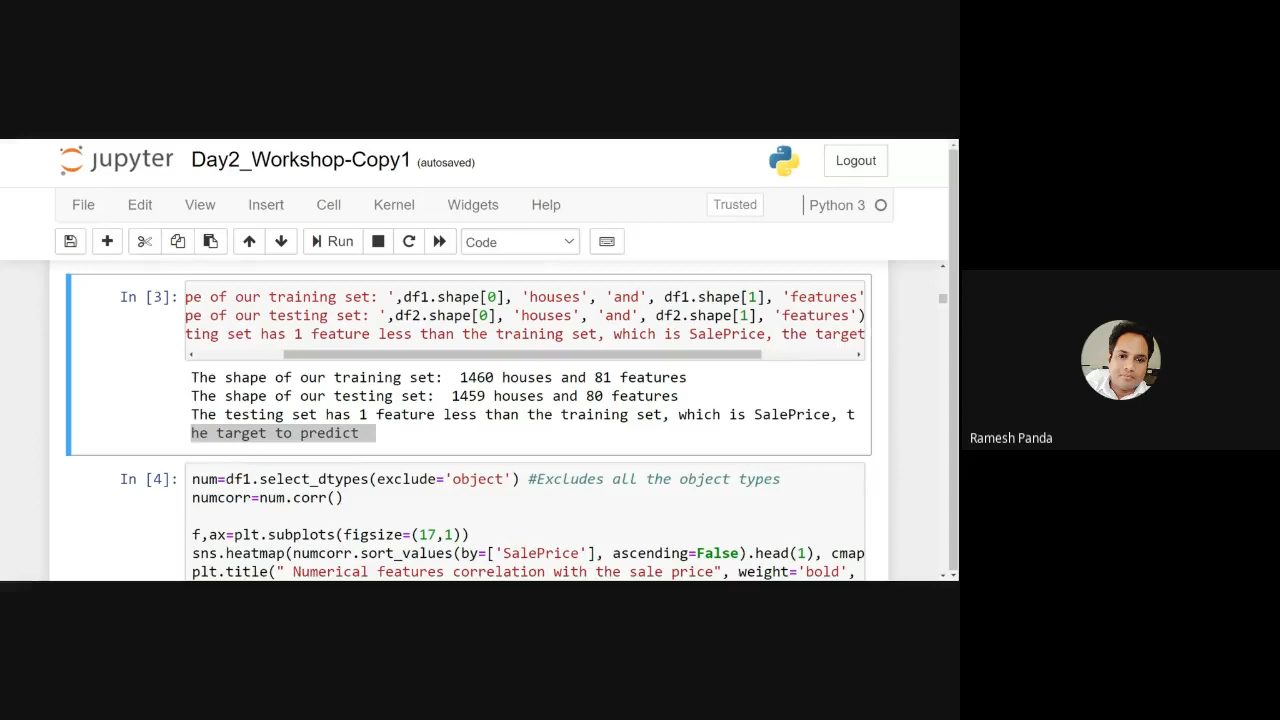 jupyter Day2_Workshop-Copy1 (autosaved) Logout
File Edit View Insert Cell Kernel Widgets Help Trusted Python 3
Run Code
In [3]: pe of our training set: ',df1.shape[0], 'houses', 'and', df1.shape[1], 'features'
pe of our testing set: ',df2.shape[0], 'houses', 'and', df2.shape[1], 'features')
ting set has 1 feature less than the training set, which is SalePrice, the target
The shape of our training set:  1460 houses and 81 features
The shape of our testing set:  1459 houses and 80 features
The testing set has 1 feature less than the training set, which is SalePrice, t
he target to predict
In [4]: num=df1.select_dtypes(exclude='object') #Excludes all the object types
numcorr=num.corr()
f,ax=plt.subplots(figsize=(17,1))
sns.heatmap(numcorr.sort_values(by=['SalePrice'], ascending=False).head(1), cmap
plt.title(" Numerical features correlation with the sale price", weight='bold',
Ramesh Panda